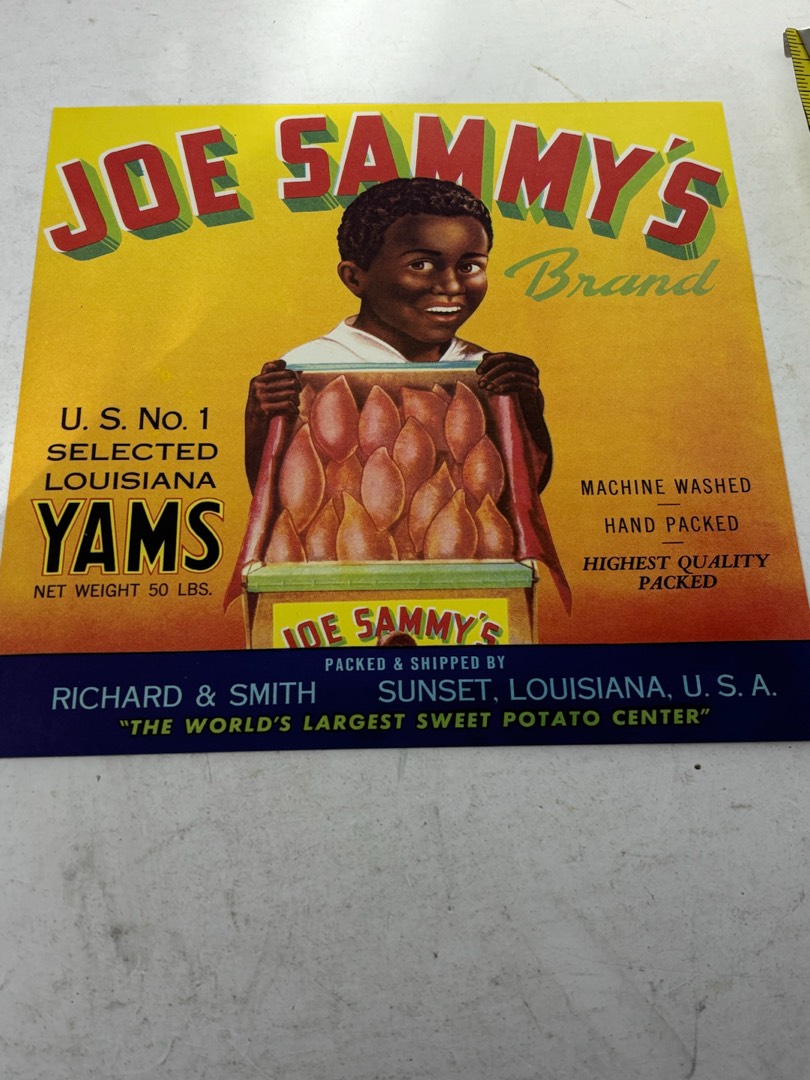 JOE SAMMY'S
Brand
U. S. No. 1
SELECTED
LOUISIANA
YAMS
NET WEIGHT 50 LBS.
MACHINE WASHED
HAND PACKED
HIGHEST QUALITY
PACKED
JOE SAMMY'S
PACKED & SHIPPED BY
RICHARD & SMITH SUNSET, LOUISIANA, U. S. A.
"THE WORLD'S LARGEST SWEET POTATO CENTER"